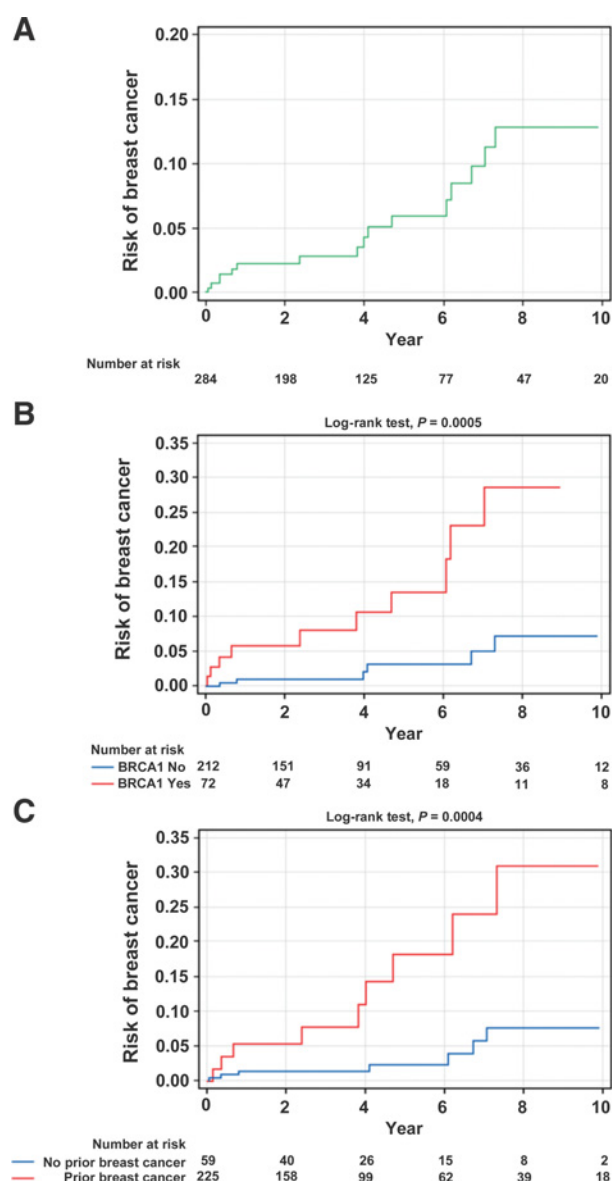 A
0.20
0.15
0.10
0.05
0.00
Risk of breast cancer
0 2 4 6 8 10
Year
Number at risk
284 198 125 77 47 20
B
Log-rank test, P = 0.0005
0.35
0.30
0.25
0.20
0.15
0.10
0.05
0.00
Risk of breast cancer
0 2 4 6 8 10
Year
Number at risk
BRCA1 No 212 151 91 59 36 12
BRCA1 Yes 72 47 34 18 11 8
C
Log-rank test, P = 0.0004
0.35
0.30
0.25
0.20
0.15
0.10
0.05
0.00
Risk of breast cancer
0 2 4 6 8 10
Year
Number at risk
No prior breast cancer 59 40 26 15 8 2
Prior breast cancer 225 158 99 62 39 18